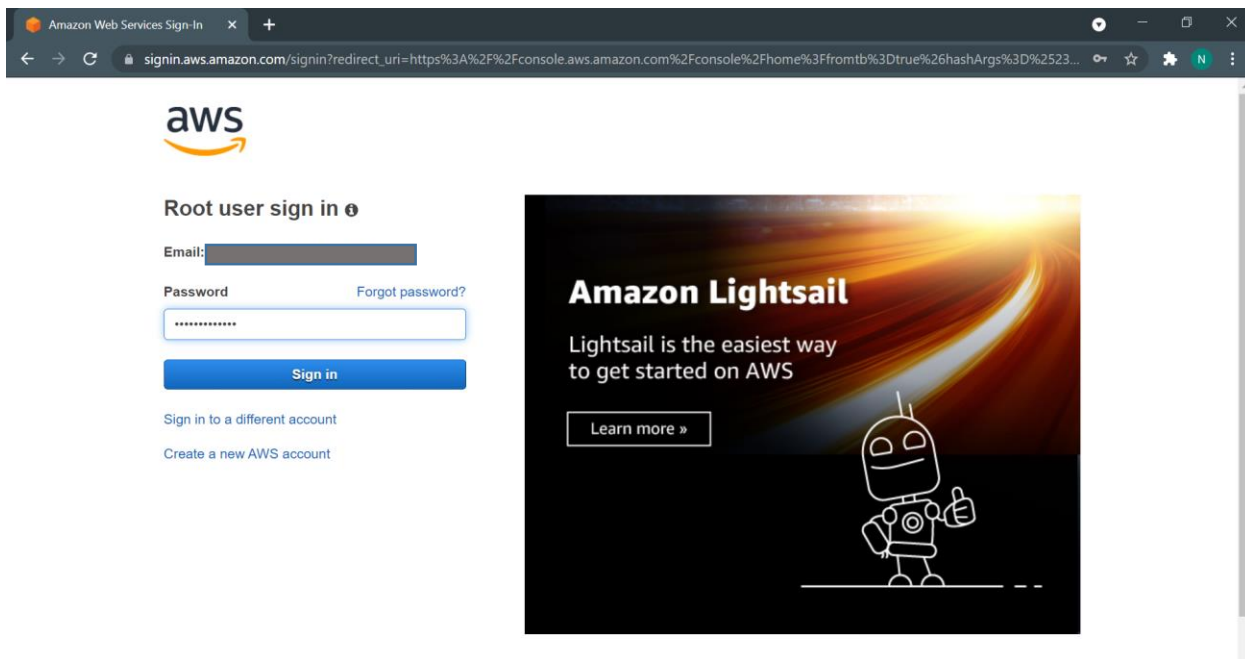 Amazon Web Services Sign-In
signin.aws.amazon.com/signin?redirect_uri=https%3A%2F%2Fconsole.aws.amazon.com%2Fconsole%2Fhome%3Ffromtb%3Dtrue%26hashArgs%3D%2523...
N
aws
Root user sign in
Email:
Password Forgot password?
Sign in
Sign in to a different account
Create a new AWS account
Amazon Lightsail
Lightsail is the easiest way
to get started on AWS
Learn more »